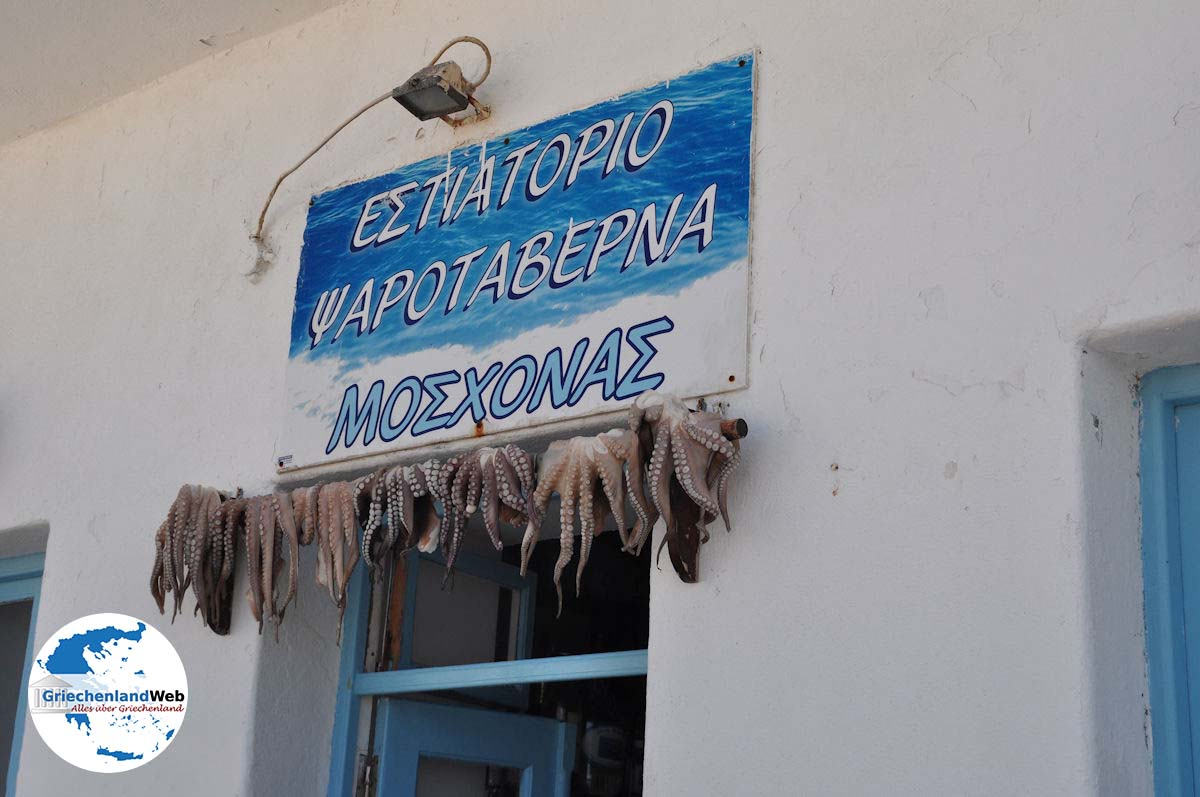 ΕΣΤΙΑΤΟΡΙΟ
ΨΑΡΟΤΑΒΕΡΝΑ
ΜΟΣΧΟΝΑΣ
GriechenlandWeb
Alles über Griechenland